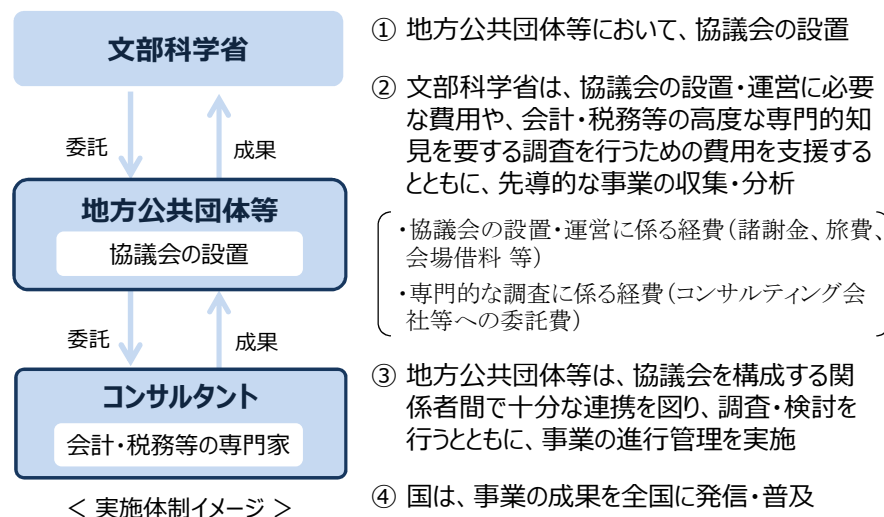 文部科学省
委託
成果
地方公共団体等
協議会の設置
委託
成果
コンサルタント
会計・税務等の専門家
＜ 実施体制イメージ ＞
① 地方公共団体等において、協議会の設置
② 文部科学省は、協議会の設置・運営に必要
な費用や、会計・税務等の高度な専門的知
見を要する調査を行うための費用を支援する
とともに、先導的な事業の収集・分析
・協議会の設置・運営に係る経費（諸謝金、旅費、
会場借料 等）
・専門的な調査に係る経費（コンサルティング会
社等への委託費）
③ 地方公共団体等は、協議会を構成する関
係者間で十分な連携を図り、調査・検討を
行うとともに、事業の進行管理を実施
④ 国は、事業の成果を全国に発信・普及